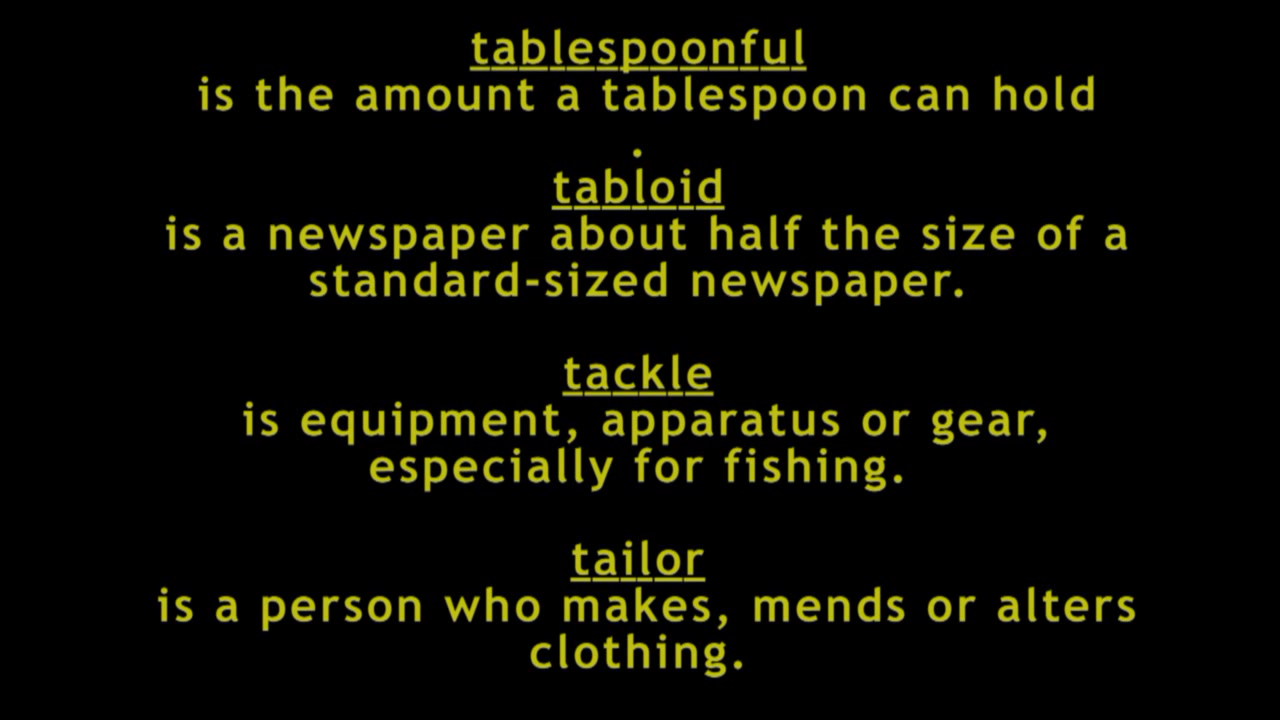 tablespoonful
is the amount a tablespoon can hold
.
tabloid
is a newspaper about half the size of a
standard-sized newspaper.
tackle
is equipment, apparatus or gear,
especially for fishing.
tailor
is a person who makes, mends or alters
clothing.